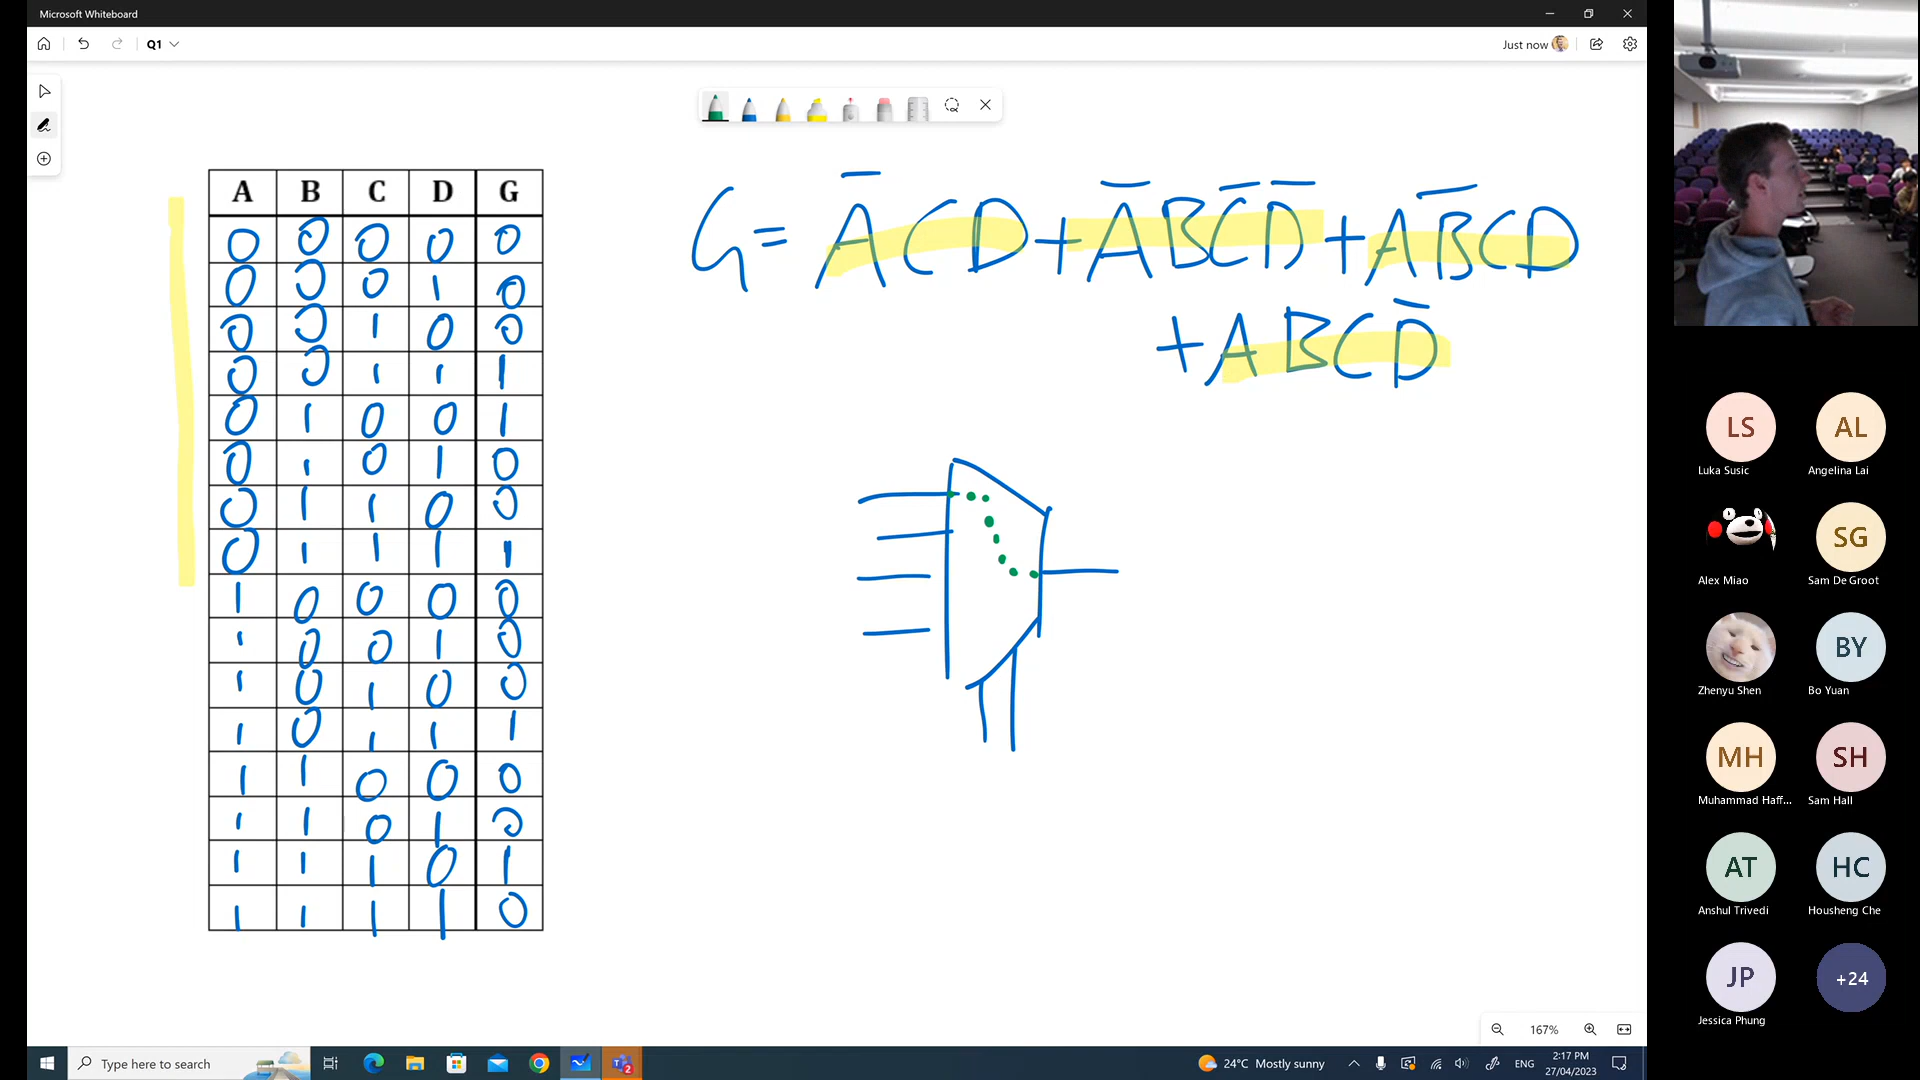 Microsoft Whiteboard
Q1
Just now
A B C D G
0 0 0 0 0
0 0 0 1 0
0 0 1 0 0
0 0 1 1 1
0 1 0 0 1
0 1 0 1 0
0 1 1 0 0
0 1 1 1 1
1 0 0 0 0
1 0 0 1 0
1 0 1 0 0
1 0 1 1 1
1 1 0 0 0
1 1 0 1 0
1 1 1 0 1
1 1 1 1 0
G = A̅CD + A̅BC̅D̅ + AB̅CD
+ ABCD̅
LS AL
Luka Susic Angelina Lai
SG
Alex Miao Sam De Groot
BY
Zhenyu Shen Bo Yuan
MH SH
Muhammad Haff... Sam Hall
AT HC
Anshul Trivedi Housheng Che
JP +24
Jessica Phung
167%
Type here to search
2
24°C Mostly sunny
ENG
2:17 PM
27/04/2023